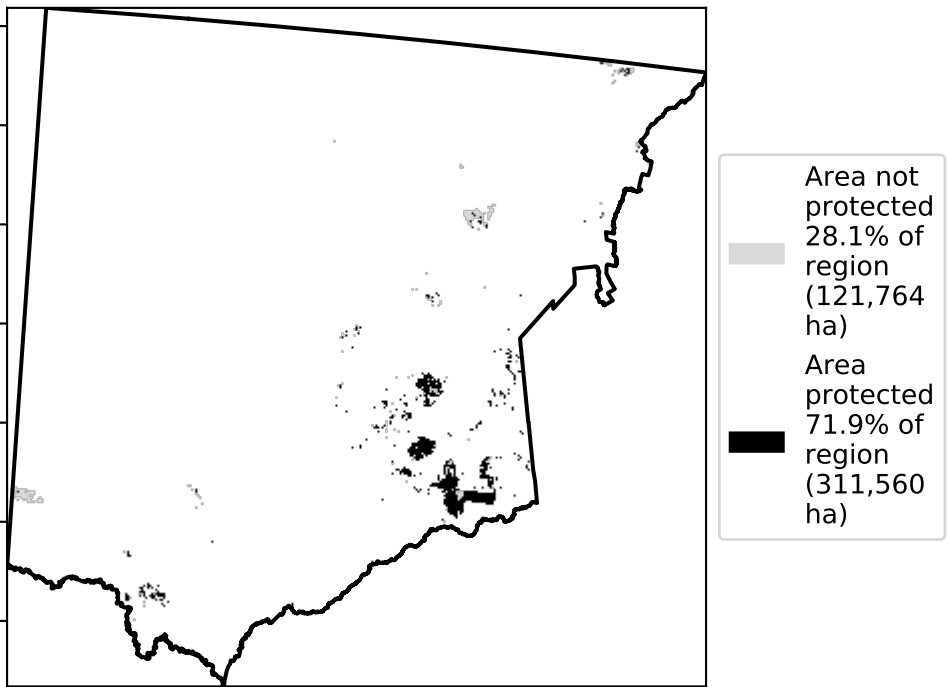 Area not
protected
28.1% of
region
(121,764
ha)
Area
protected
71.9% of
region
(311,560
ha)